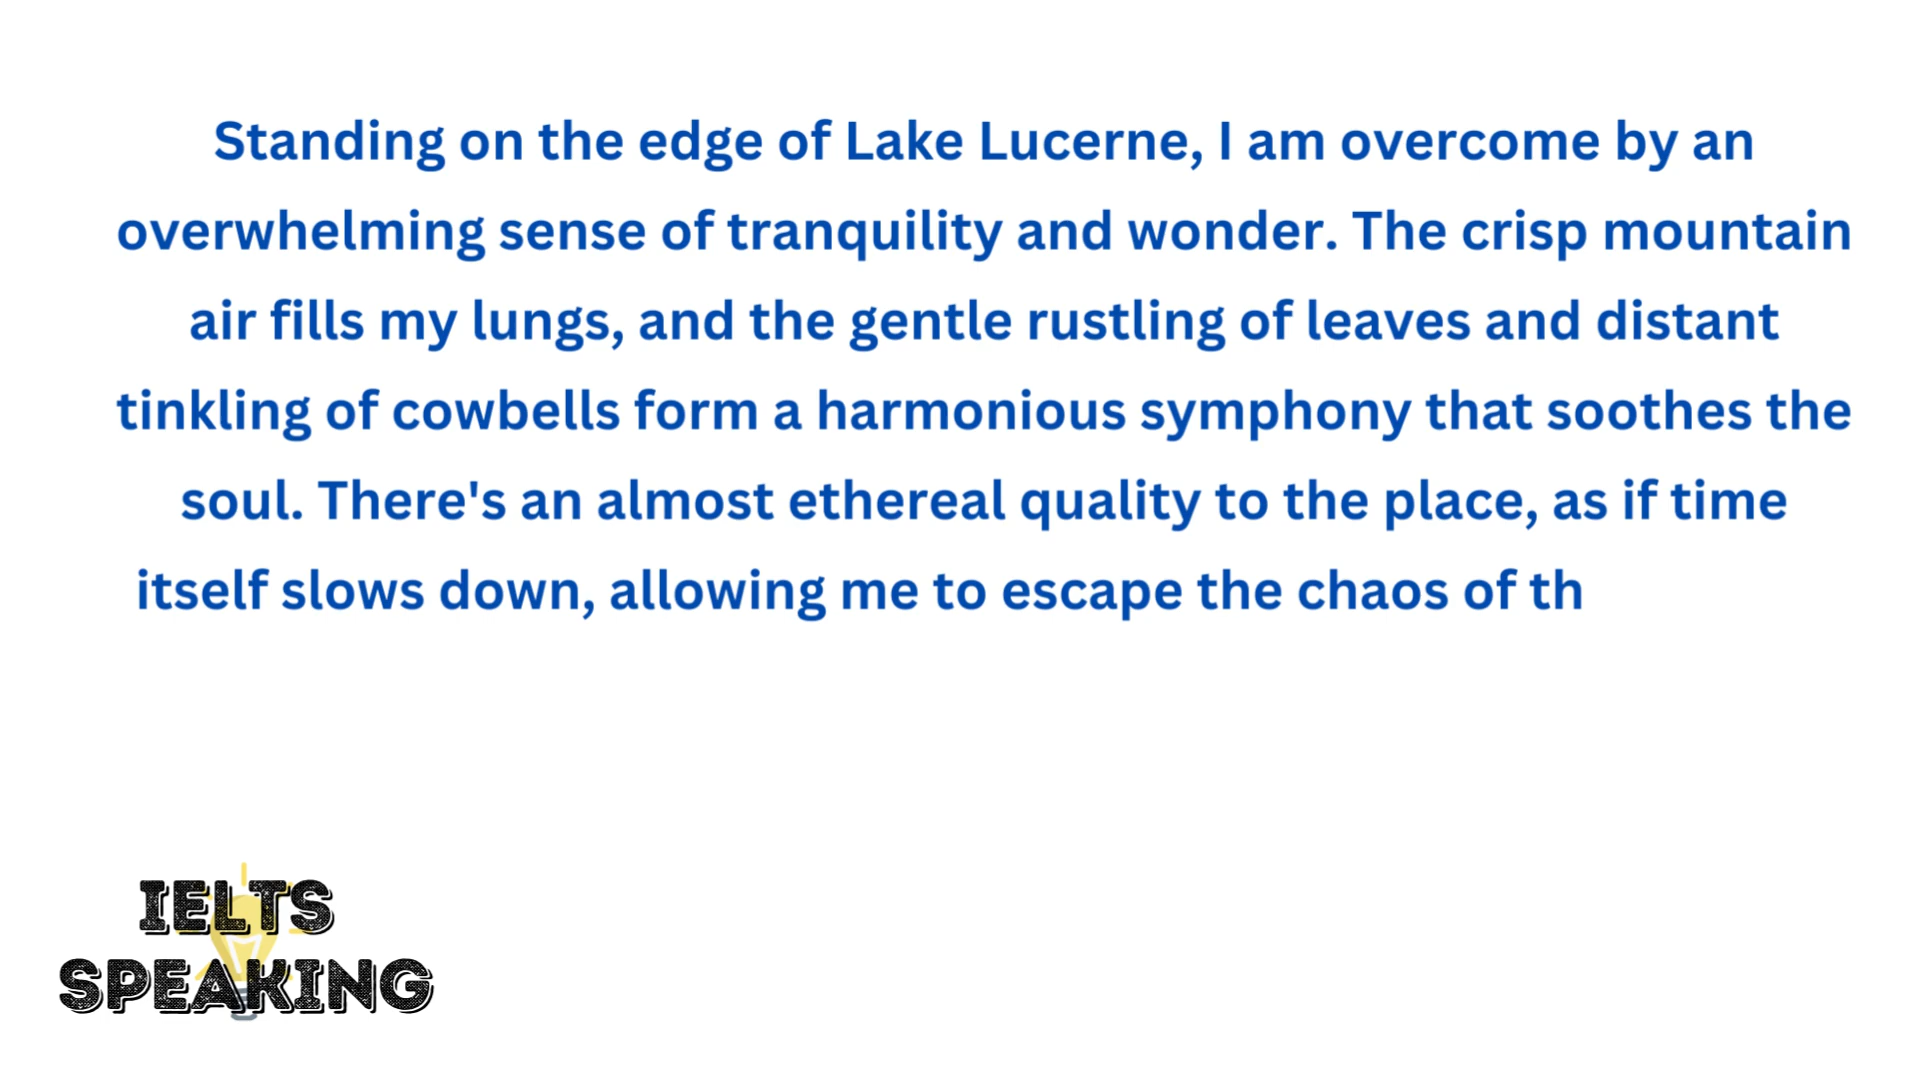 Standing on the edge of Lake Lucerne, I am overcome by an
overwhelming sense of tranquility and wonder. The crisp mountain
air fills my lungs, and the gentle rustling of leaves and distant
tinkling of cowbells form a harmonious symphony that soothes the
soul. There's an almost ethereal quality to the place, as if time
itself slows down, allowing me to escape the chaos of th
IELTS
SPEAKING